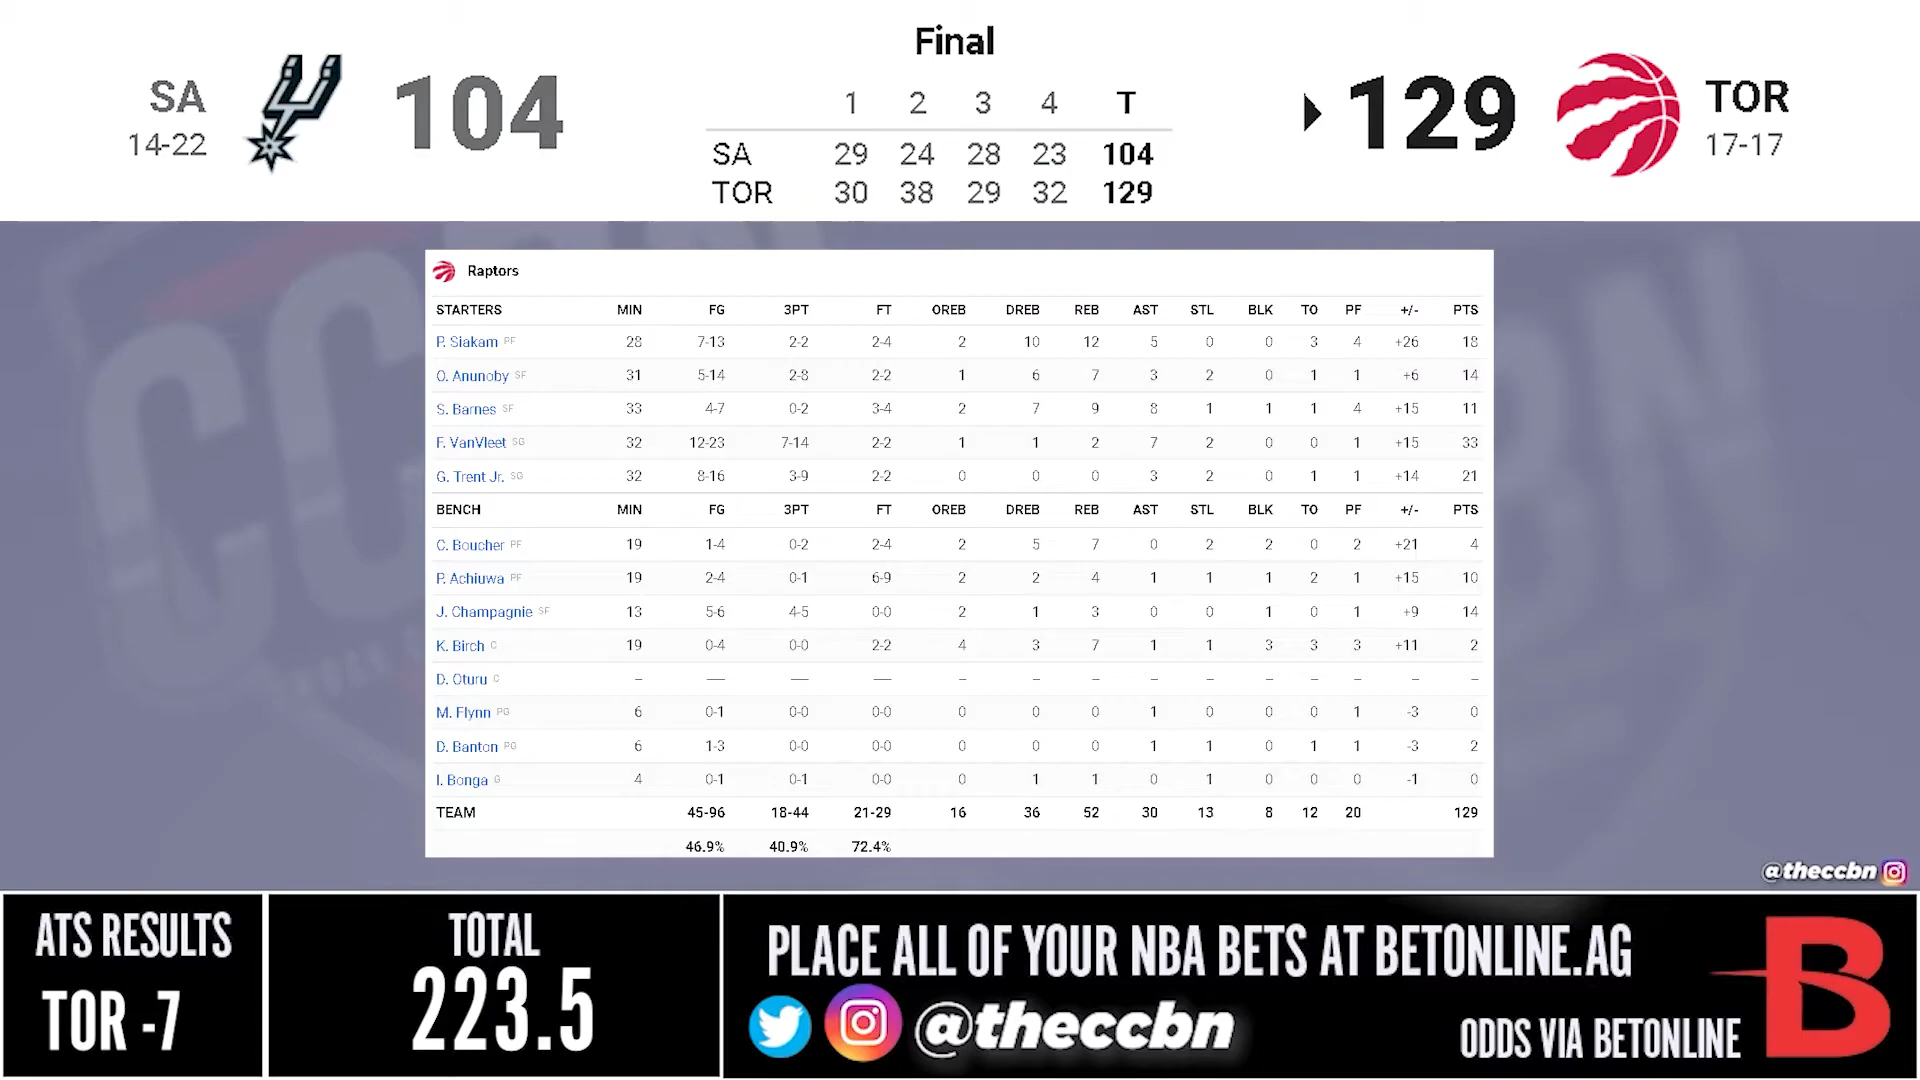 Final
SA 14-22 104
1 2 3 4 T
SA 29 24 28 23 104
TOR 30 38 29 32 129
129 TOR 17-17
Raptors
STARTERS MIN FG 3PT FT OREB DREB REB AST STL BLK TO PF +/- PTS
P. Siakam PF 28 7-13 2-2 2-4 2 10 12 5 0 0 3 4 +26 18
O. Anunoby SF 31 5-14 2-8 2-2 1 6 7 3 2 0 1 1 +6 14
S. Barnes SF 33 4-7 0-2 3-4 2 7 9 8 1 1 1 4 +15 11
F. VanVleet SG 32 12-23 7-14 2-2 1 1 2 7 2 0 0 1 +15 33
G. Trent Jr. SG 32 8-16 3-9 2-2 0 0 0 3 2 0 1 1 +14 21
BENCH MIN FG 3PT FT OREB DREB REB AST STL BLK TO PF +/- PTS
C. Boucher PF 19 1-4 0-2 2-4 2 5 7 0 2 2 0 2 +21 4
P. Achiuwa PF 19 2-4 0-1 6-9 2 2 4 1 1 1 2 1 +15 10
J. Champagnie SF 13 5-6 4-5 0-0 2 1 3 0 0 1 0 1 +9 14
K. Birch C 19 0-4 0-0 2-2 4 3 7 1 1 3 3 3 +11 2
D. Oturu C – — — — – – – – – – – – – –
M. Flynn PG 6 0-1 0-0 0-0 0 0 0 1 0 0 0 1 -3 0
D. Banton PG 6 1-3 0-0 0-0 0 0 0 1 1 0 1 1 -3 2
I. Bonga G 4 0-1 0-1 0-0 0 1 1 0 1 0 0 0 -1 0
TEAM 45-96 18-44 21-29 16 36 52 30 13 8 12 20 129
46.9% 40.9% 72.4%
@theccbn
ATS RESULTS
TOR -7
TOTAL
223.5
PLACE ALL OF YOUR NBA BETS AT BETONLINE.AG
@theccbn
ODDS VIA BETONLINE
B